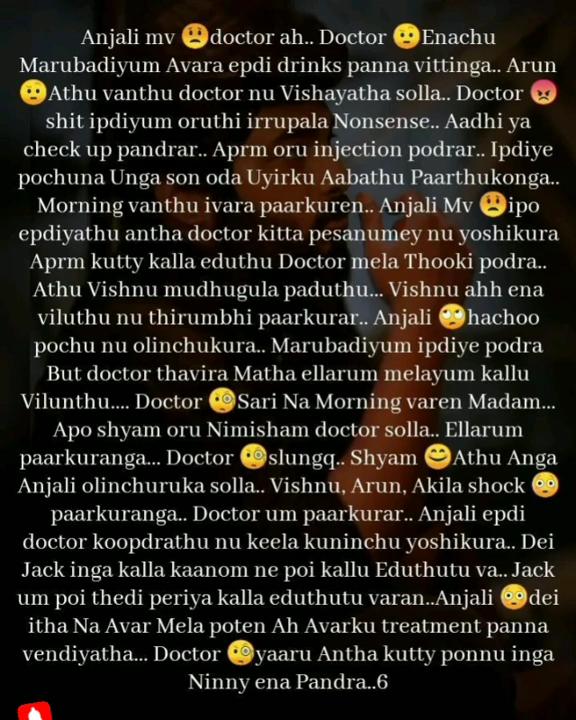 Anjali mv 😟doctor ah.. Doctor 😐Enachu
Marubadiyum Avara epdi drinks panna vittinga.. Arun
😐Athu vanthu doctor nu Vishayatha solla.. Doctor 😡
shit ipdiyum oruthi irrupala Nonsense.. Aadhi ya
check up pandrar.. Aprm oru injection podrar.. Ipdiye
pochuna Unga son oda Uyirku Aabathu Paarthukonga..
Morning vanthu ivara paarkuren.. Anjali Mv 😟ipo
epdiyathu antha doctor kitta pesanumey nu yoshikura
Aprm kutty kalla eduthu Doctor mela Thooki podra..
Athu Vishnu mudhugula paduthu... Vishnu ahh ena
viluthu nu thirumbhi paarkurar.. Anjali 🙄hachoo
pochu nu olinchukura.. Marubadiyum ipdiye podra
But doctor thavira Matha ellarum melayum kallu
Vilunthu.... Doctor 🧐Sari Na Morning varen Madam...
Apo shyam oru Nimisham doctor solla.. Ellarum
paarkuranga... Doctor 🧐slungq.. Shyam 😊Athu Anga
Anjali olinchuruka solla.. Vishnu, Arun, Akila shock 😳
paarkuranga.. Doctor um paarkurar.. Anjali epdi
doctor koopdrathu nu keela kuninchu yoshikura.. Dei
Jack inga kalla kaanom ne poi kallu Eduthutu va.. Jack
um poi thedi periya kalla eduthutu varan..Anjali 😳dei
itha Na Avar Mela poten Ah Avarku treatment panna
vendiyatha... Doctor 🧐yaaru Antha kutty ponnu inga
Ninny ena Pandra..6